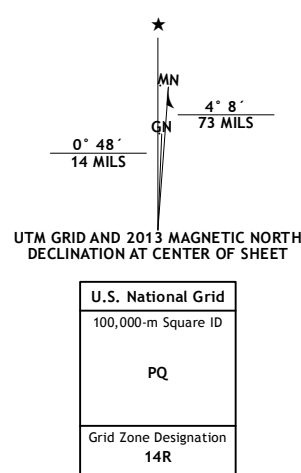 ★
MN
4° 8´
73 MILS
GN
0° 48´
14 MILS
UTM GRID AND 2013 MAGNETIC NORTH
DECLINATION AT CENTER OF SHEET
U.S. National Grid
100,000-m Square ID
PQ
Grid Zone Designation
14R